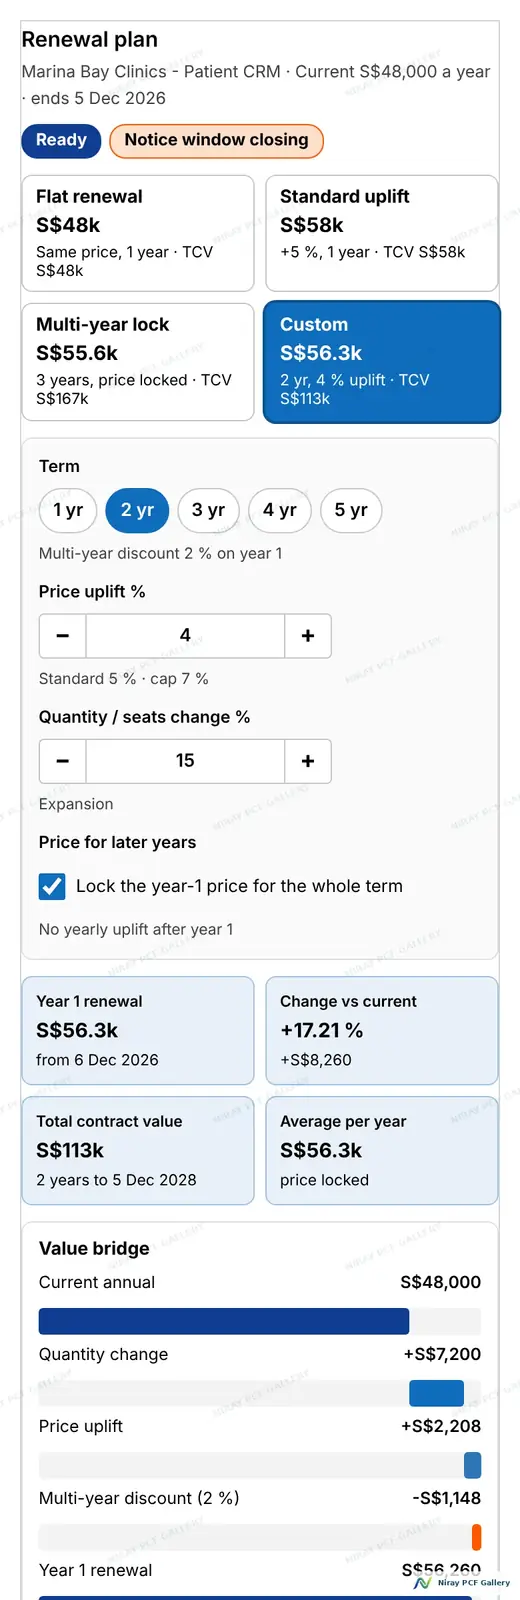 Renewal plan
Marina Bay Clinics - Patient CRM · Current S$48,000 a year
· ends 5 Dec 2026
Ready
Notice window closing
Flat renewal
S$48k
Same price, 1 year · TCV
S$48k
Standard uplift
S$58k
+5 %, 1 year · TCV S$58k
Multi-year lock
S$55.6k
3 years, price locked · TCV
S$167k
Custom
S$56.3k
2 yr, 4 % uplift · TCV
S$113k
Term
1 yr
2 yr
3 yr
4 yr
5 yr
Multi-year discount 2 % on year 1
Price uplift %
− 4 +
Standard 5 % · cap 7 %
Quantity / seats change %
− 15 +
Expansion
Price for later years
Lock the year-1 price for the whole term
No yearly uplift after year 1
Year 1 renewal
S$56.3k
from 6 Dec 2026
Change vs current
+17.21 %
+S$8,260
Total contract value
S$113k
2 years to 5 Dec 2028
Average per year
S$56.3k
price locked
Value bridge
Current annual S$48,000
Quantity change +S$7,200
Price uplift +S$2,208
Multi-year discount (2 %) -S$1,148
Year 1 renewal S$56,260
Niray PCF Gallery
NIRAY PCF GALLERY